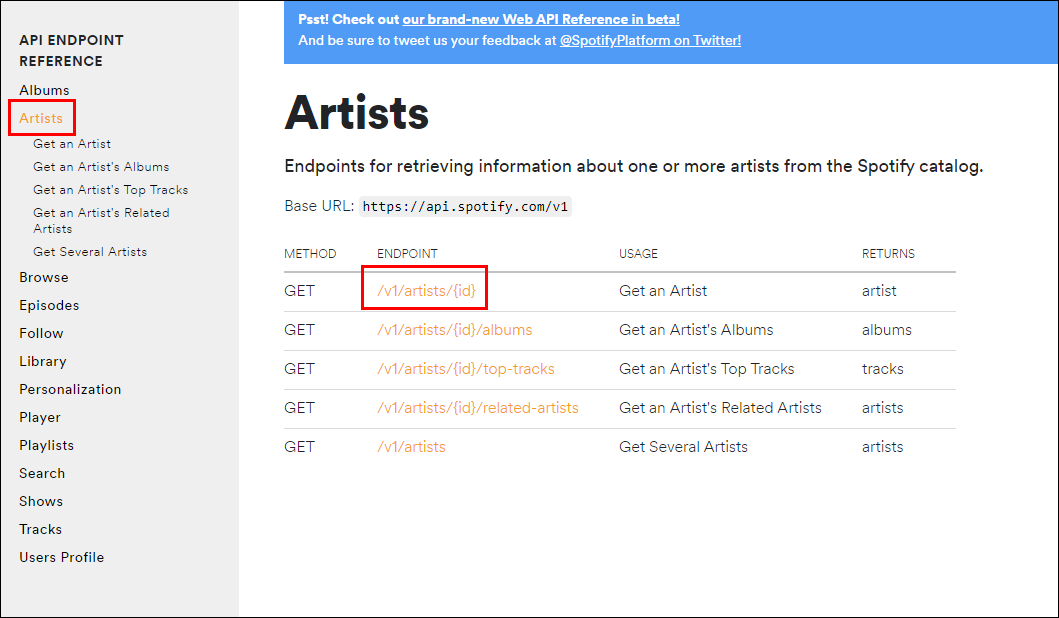 API ENDPOINT
REFERENCE
Albums
Artists
Get an Artist
Get an Artist's Albums
Get an Artist's Top Tracks
Get an Artist's Related
Artists
Get Several Artists
Browse
Episodes
Follow
Library
Personalization
Player
Playlists
Search
Shows
Tracks
Users Profile
Psst! Check out our brand-new Web API Reference in beta!
And be sure to tweet us your feedback at @SpotifyPlatform on Twitter!
Artists
Endpoints for retrieving information about one or more artists from the Spotify catalog.
Base URL: https://api.spotify.com/v1
METHOD ENDPOINT USAGE RETURNS
GET /v1/artists/{id} Get an Artist artist
GET /v1/artists/{id}/albums Get an Artist's Albums albums
GET /v1/artists/{id}/top-tracks Get an Artist's Top Tracks tracks
GET /v1/artists/{id}/related-artists Get an Artist's Related Artists artists
GET /v1/artists Get Several Artists artists